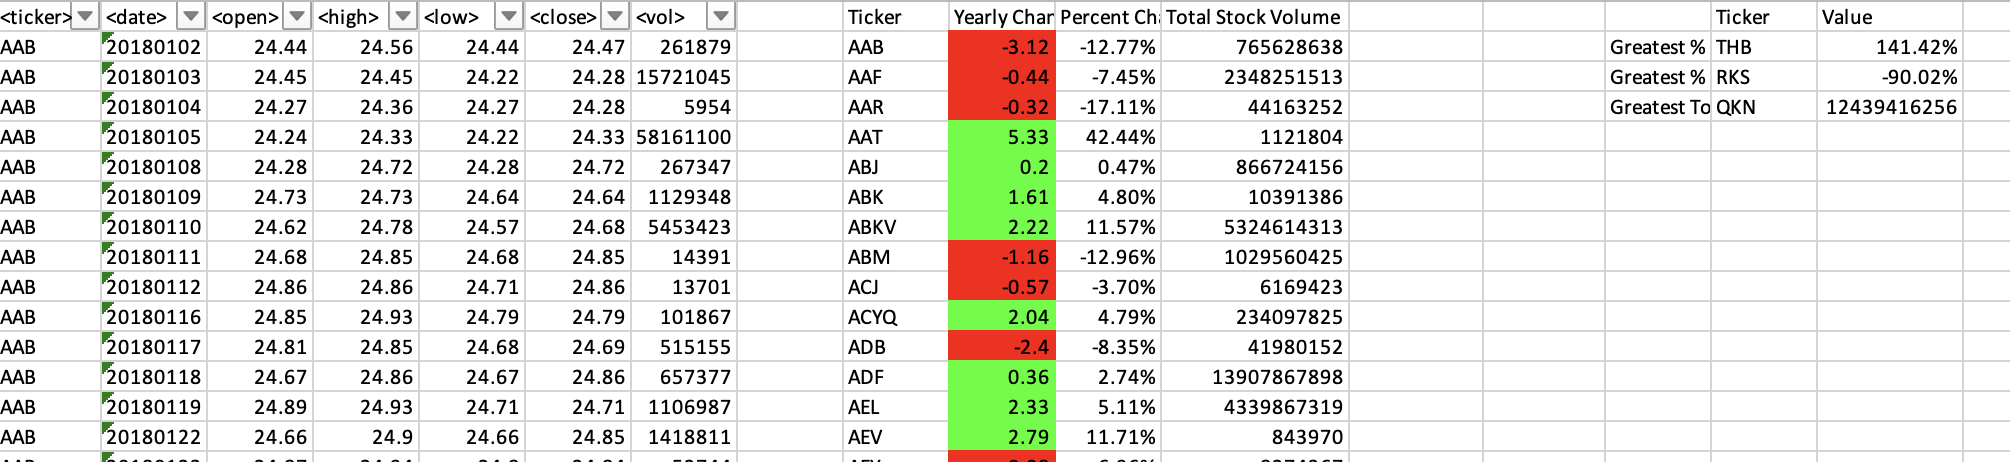 <ticker> <date> <open> <high> <low> <close> <vol> Ticker Yearly Char Percent Ch Total Stock Volume Ticker Value
AAB 20180102 24.44 24.56 24.44 24.47 261879 AAB -3.12 -12.77% 765628638 Greatest % THB 141.42%
AAB 20180103 24.45 24.45 24.22 24.28 15721045 AAF -0.44 -7.45% 2348251513 Greatest % RKS -90.02%
AAB 20180104 24.27 24.36 24.27 24.28 5954 AAR -0.32 -17.11% 44163252 Greatest To QKN 12439416256
AAB 20180105 24.24 24.33 24.22 24.33 58161100 AAT 5.33 42.44% 1121804
AAB 20180108 24.28 24.72 24.28 24.72 267347 ABJ 0.2 0.47% 866724156
AAB 20180109 24.73 24.73 24.64 24.64 1129348 ABK 1.61 4.80% 10391386
AAB 20180110 24.62 24.78 24.57 24.68 5453423 ABKV 2.22 11.57% 5324614313
AAB 20180111 24.68 24.85 24.68 24.85 14391 ABM -1.16 -12.96% 1029560425
AAB 20180112 24.86 24.86 24.71 24.86 13701 ACJ -0.57 -3.70% 6169423
AAB 20180116 24.85 24.93 24.79 24.79 101867 ACYQ 2.04 4.79% 234097825
AAB 20180117 24.81 24.85 24.68 24.69 515155 ADB -2.4 -8.35% 41980152
AAB 20180118 24.67 24.86 24.67 24.86 657377 ADF 0.36 2.74% 13907867898
AAB 20180119 24.89 24.93 24.71 24.71 1106987 AEL 2.33 5.11% 4339867319
AAB 20180122 24.66 24.9 24.66 24.85 1418811 AEV 2.79 11.71% 843970